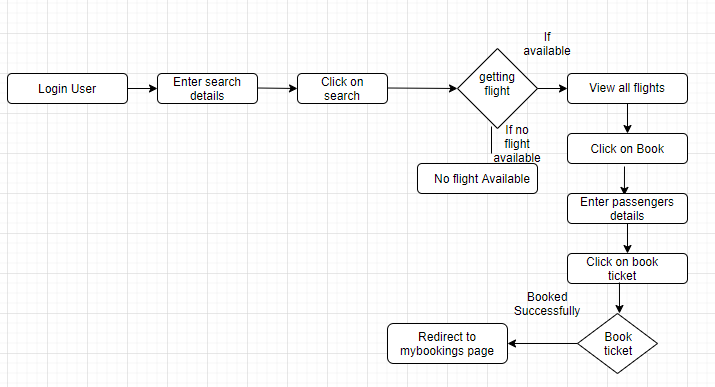 If
available
Login User
Enter search
details
Click on
search
getting
flight
View all flights
If no
flight
available
No flight Available
Click on Book
Enter passengers
details
Click on book
ticket
Booked
Successfully
Book
ticket
Redirect to
mybookings page